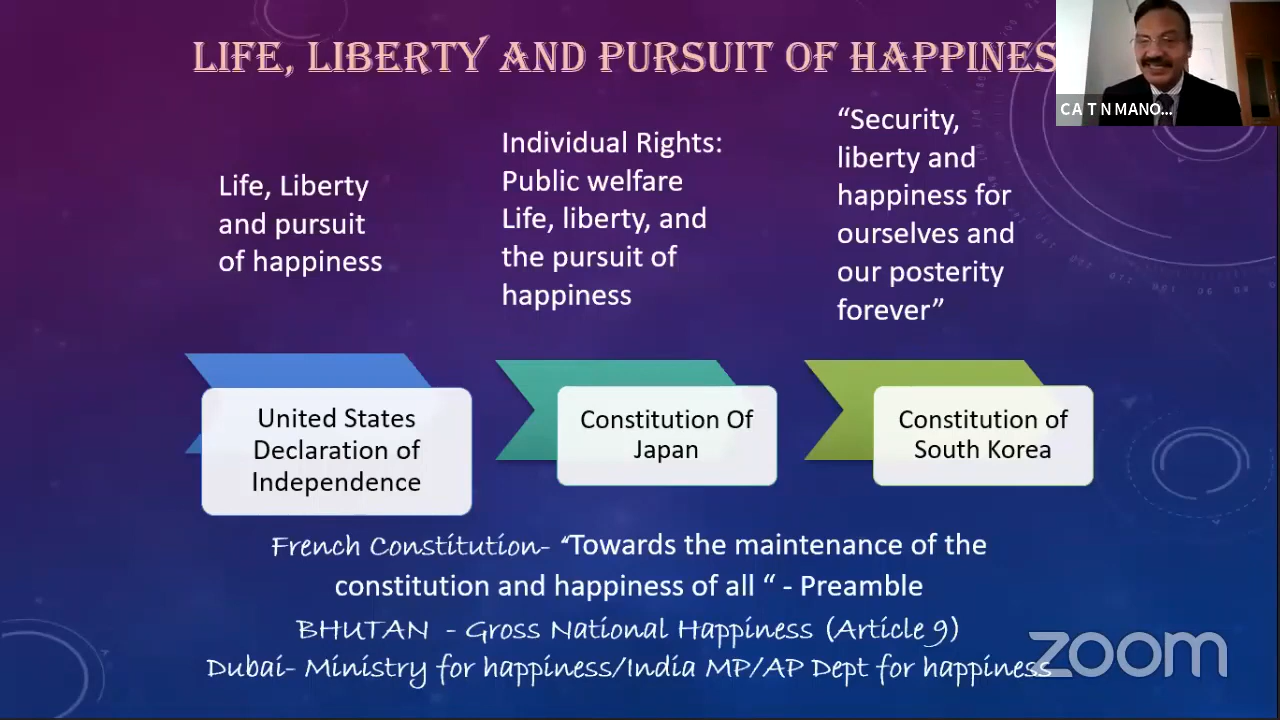 LIFE, LIBERTY AND PURSUIT OF HAPPINES
C A T N MANO...
Life, Liberty
and pursuit
of happiness
Individual Rights:
Public welfare
Life, liberty, and
the pursuit of
happiness
“Security,
liberty and
happiness for
ourselves and
our posterity
forever”
United States
Declaration of
Independence
Constitution Of
Japan
Constitution of
South Korea
French Constitution- “Towards the maintenance of the
constitution and happiness of all “ - Preamble
BHUTAN - Gross National Happiness (Article 9)
Dubai- Ministry for happiness/India MP/AP Dept for happiness
zoom